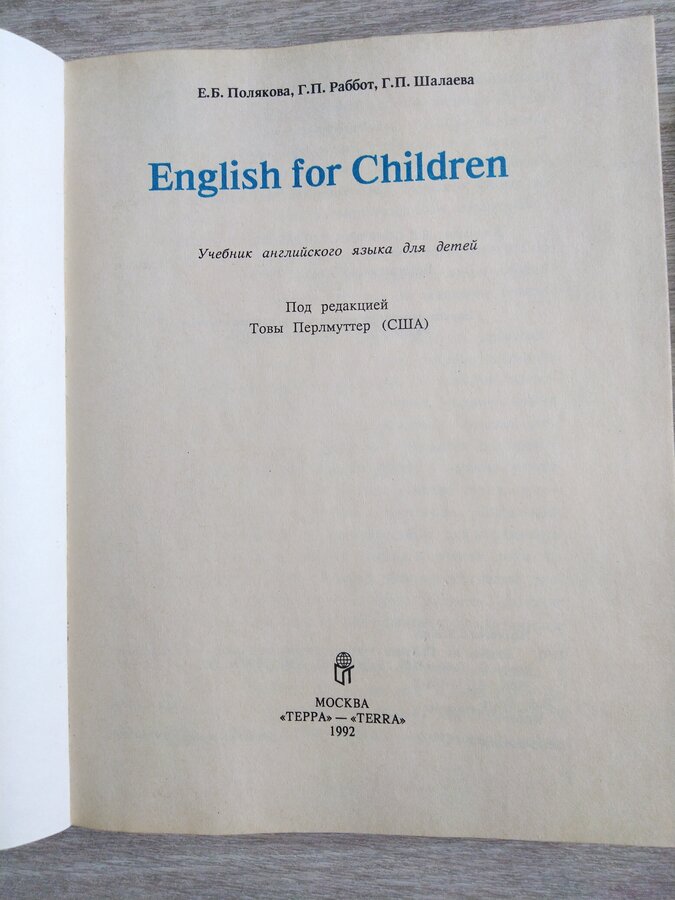 Е.Б. Полякова, Г.П. Раббот, Г.П. Шалаева
English for Children
Учебник английского языка для детей
Под редакцией
Товы Перлмуттер (США)
МОСКВА
«ТЕРРА» — «TERRA»
1992